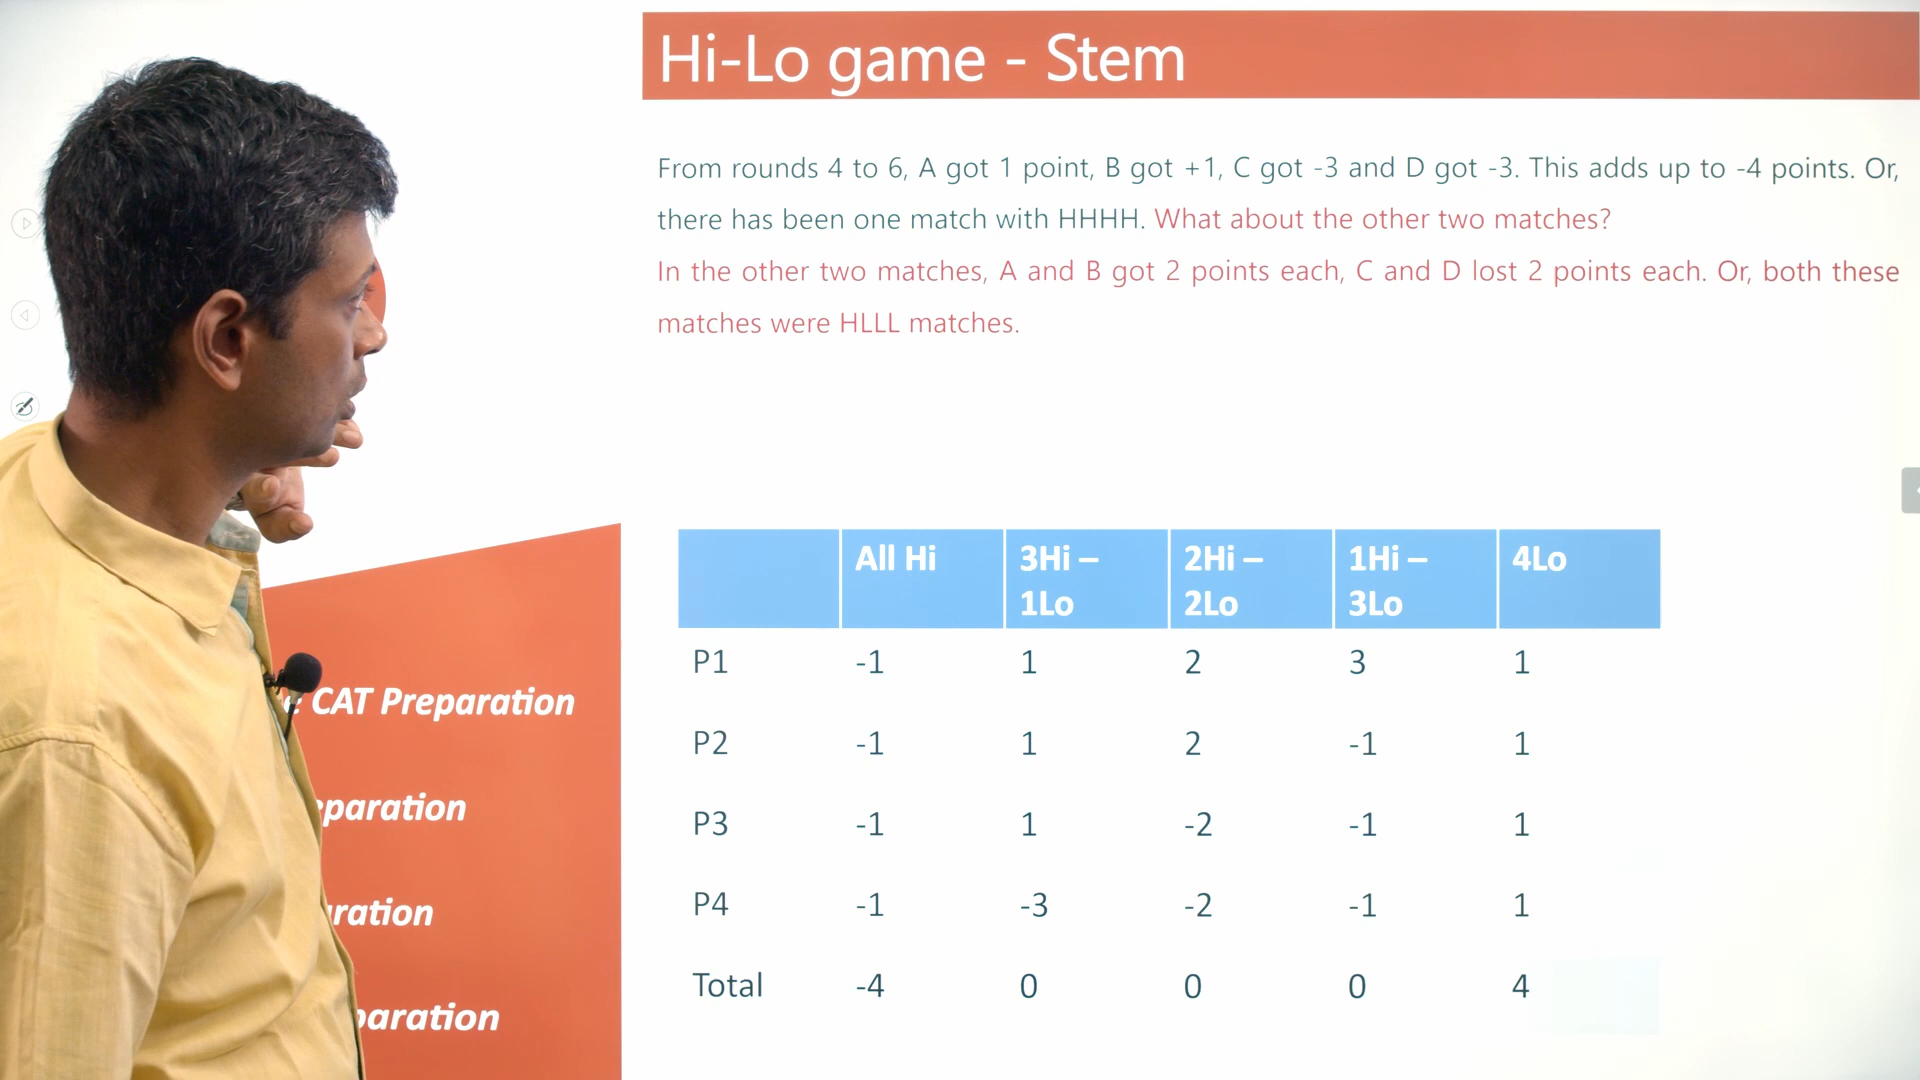 Hi-Lo game - Stem
From rounds 4 to 6, A got 1 point, B got +1, C got -3 and D got -3. This adds up to -4 points. Or,
there has been one match with HHHH. What about the other two matches?
In the other two matches, A and B got 2 points each, C and D lost 2 points each. Or, both these
matches were HLLL matches.
All Hi 3Hi – 2Hi – 1Hi – 4Lo
1Lo 2Lo 3Lo
P1 -1 1 2 3 1
P2 -1 1 2 -1 1
P3 -1 1 -2 -1 1
P4 -1 -3 -2 -1 1
Total -4 0 0 0 4
CAT Preparation